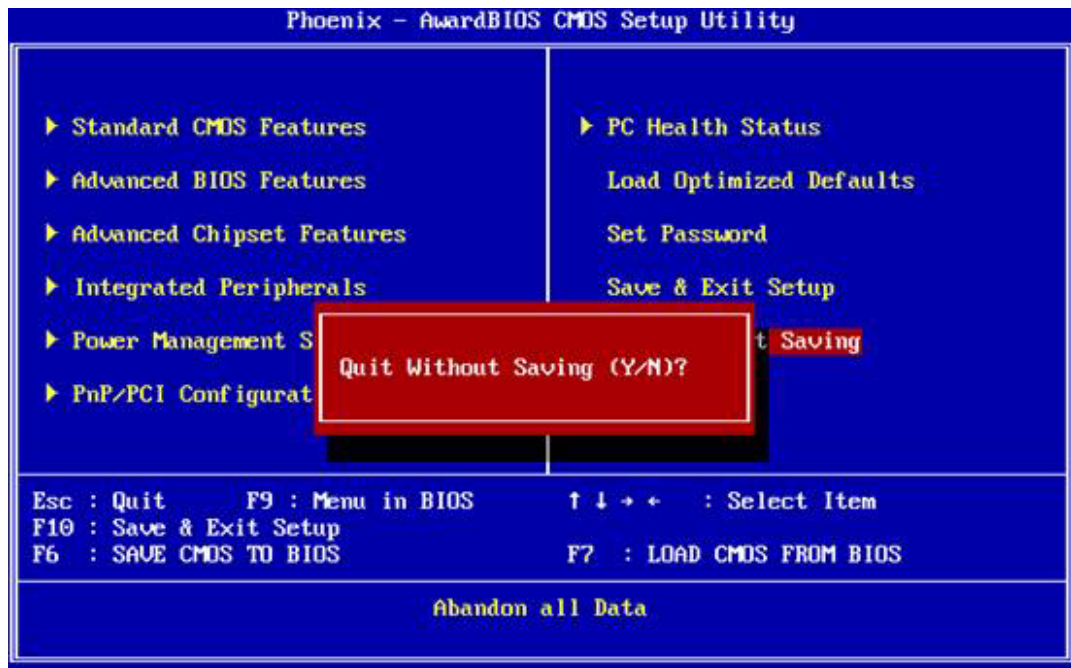 Phoenix - AwardBIOS CMOS Setup Utility
▶ Standard CMOS Features
▶ Advanced BIOS Features
▶ Advanced Chipset Features
▶ Integrated Peripherals
▶ Power Management S
▶ PnP/PCI Configurat
▶ PC Health Status
Load Optimized Defaults
Set Password
Save & Exit Setup
t Saving
Quit Without Saving (Y/N)?
Esc : Quit F9 : Menu in BIOS ↑ ↓ → ← : Select Item
F10 : Save & Exit Setup
F6 : SAVE CMOS TO BIOS F7 : LOAD CMOS FROM BIOS
Abandon all Data